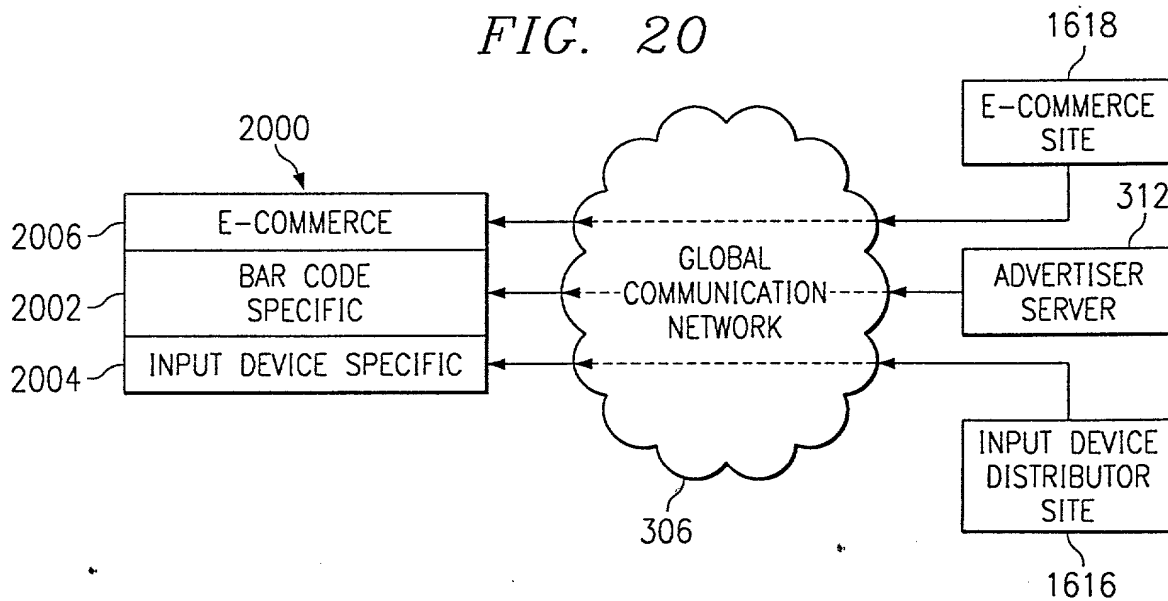 FIG. 20
1618
E-COMMERCE
SITE
2000
312
2006
E-COMMERCE
2002
BAR CODE
SPECIFIC
GLOBAL
COMMUNICATION
NETWORK
ADVERTISER
SERVER
2004
INPUT DEVICE SPECIFIC
INPUT DEVICE
DISTRIBUTOR
SITE
306
1616